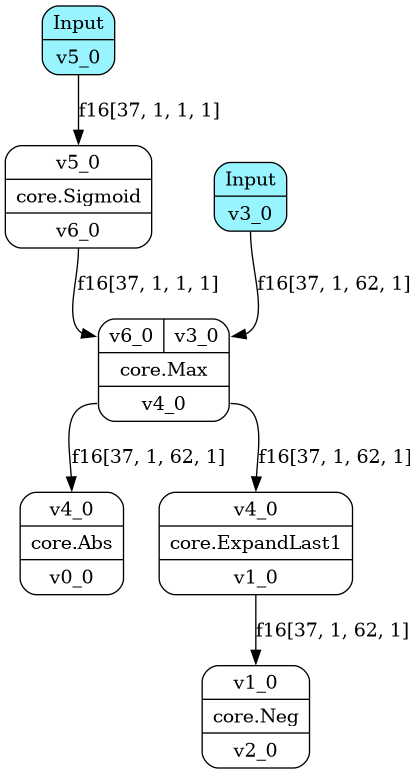 Input
v5_0
f16[37, 1, 1, 1]
v5_0
core.Sigmoid
v6_0
Input
v3_0
f16[37, 1, 1, 1]
f16[37, 1, 62, 1]
v6_0 v3_0
core.Max
v4_0
f16[37, 1, 62, 1]
f16[37, 1, 62, 1]
v4_0
core.Abs
v0_0
v4_0
core.ExpandLast1
v1_0
f16[37, 1, 62, 1]
v1_0
core.Neg
v2_0